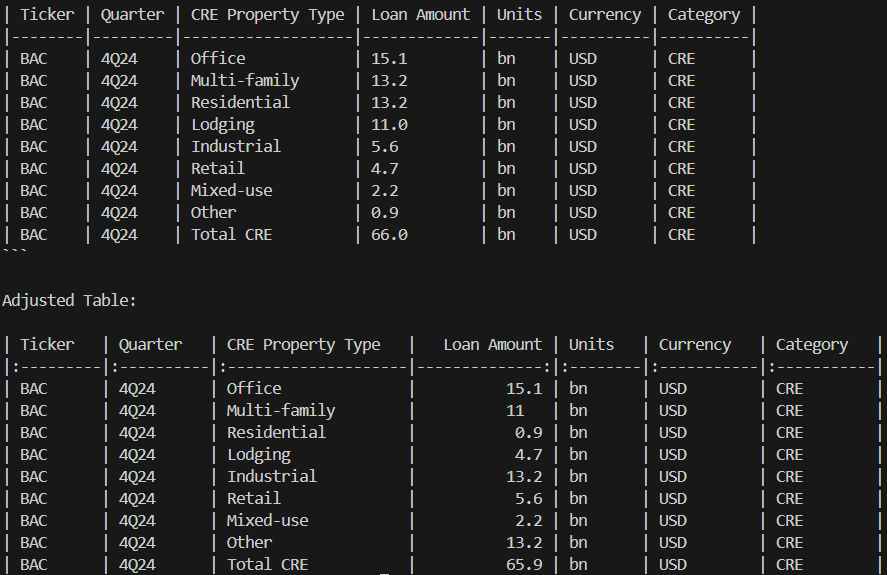 | Ticker | Quarter | CRE Property Type | Loan Amount | Units | Currency | Category |
|--------|---------|-------------------|-------------|-------|----------|----------|
| BAC    | 4Q24    | Office            | 15.1        | bn    | USD      | CRE      |
| BAC    | 4Q24    | Multi-family      | 13.2        | bn    | USD      | CRE      |
| BAC    | 4Q24    | Residential       | 13.2        | bn    | USD      | CRE      |
| BAC    | 4Q24    | Lodging           | 11.0        | bn    | USD      | CRE      |
| BAC    | 4Q24    | Industrial        | 5.6         | bn    | USD      | CRE      |
| BAC    | 4Q24    | Retail            | 4.7         | bn    | USD      | CRE      |
| BAC    | 4Q24    | Mixed-use         | 2.2         | bn    | USD      | CRE      |
| BAC    | 4Q24    | Other             | 0.9         | bn    | USD      | CRE      |
| BAC    | 4Q24    | Total CRE         | 66.0        | bn    | USD      | CRE      |
```
Adjusted Table:
| Ticker   | Quarter   | CRE Property Type   |   Loan Amount | Units   | Currency   | Category   |
|:---------|:----------|:--------------------|--------------:|:--------|:-----------|:-----------|
| BAC      | 4Q24      | Office              |          15.1 | bn      | USD        | CRE        |
| BAC      | 4Q24      | Multi-family        |          11   | bn      | USD        | CRE        |
| BAC      | 4Q24      | Residential         |           0.9 | bn      | USD        | CRE        |
| BAC      | 4Q24      | Lodging             |           4.7 | bn      | USD        | CRE        |
| BAC      | 4Q24      | Industrial          |          13.2 | bn      | USD        | CRE        |
| BAC      | 4Q24      | Retail              |           5.6 | bn      | USD        | CRE        |
| BAC      | 4Q24      | Mixed-use           |           2.2 | bn      | USD        | CRE        |
| BAC      | 4Q24      | Other               |          13.2 | bn      | USD        | CRE        |
| BAC      | 4Q24      | Total CRE           |          65.9 | bn      | USD        | CRE        |